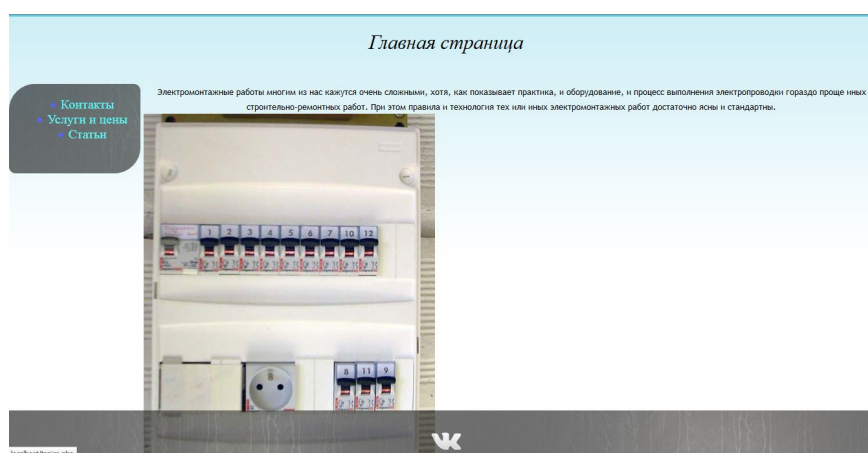 Главная страница
Контакты
Услуги и цены
Статьи
Электромонтажные работы многим из нас кажутся очень сложными, хотя, как показывает практика, и оборудование, и процесс выполнения электропроводки гораздо проще иных
строительно-ремонтных работ. При этом правила и технология тех или иных электромонтажных работ достаточно ясны и стандартны.
1 2 3 4 5 6 7 10 12
8 11 9